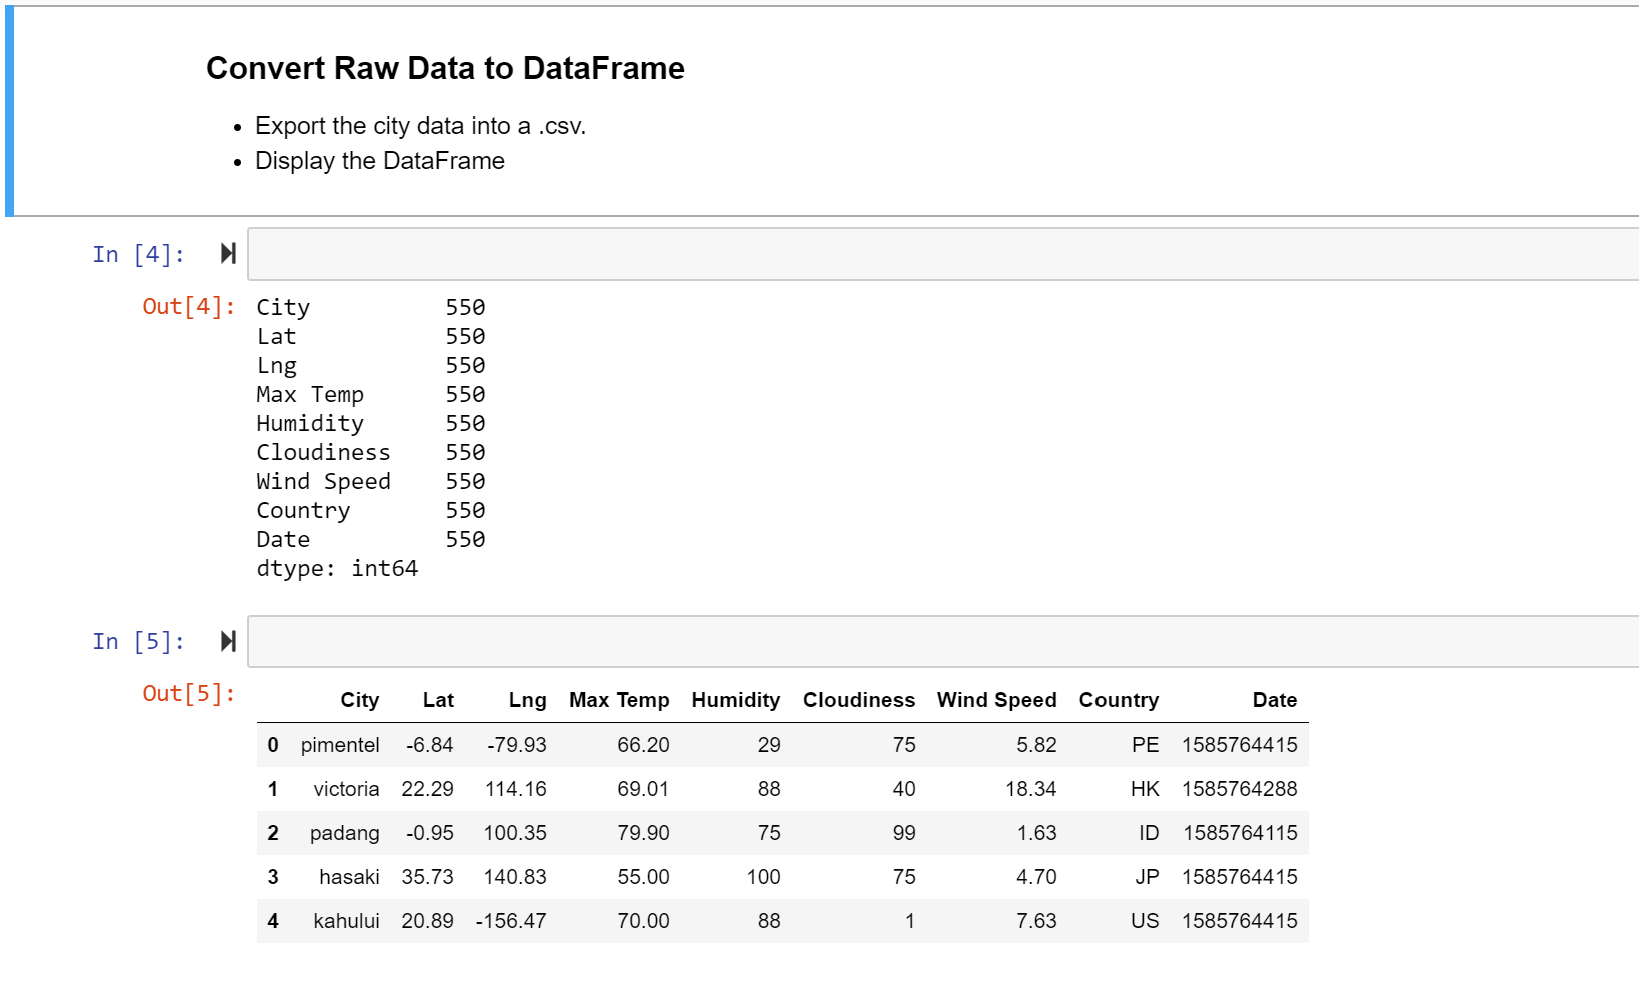 Convert Raw Data to DataFrame
• Export the city data into a .csv.
• Display the DataFrame
In [4]:
Out[4]: City 550
Lat 550
Lng 550
Max Temp 550
Humidity 550
Cloudiness 550
Wind Speed 550
Country 550
Date 550
dtype: int64
In [5]:
Out[5]:
City Lat Lng Max Temp Humidity Cloudiness Wind Speed Country Date
0 pimentel -6.84 -79.93 66.20 29 75 5.82 PE 1585764415
1 victoria 22.29 114.16 69.01 88 40 18.34 HK 1585764288
2 padang -0.95 100.35 79.90 75 99 1.63 ID 1585764115
3 hasaki 35.73 140.83 55.00 100 75 4.70 JP 1585764415
4 kahului 20.89 -156.47 70.00 88 1 7.63 US 1585764415